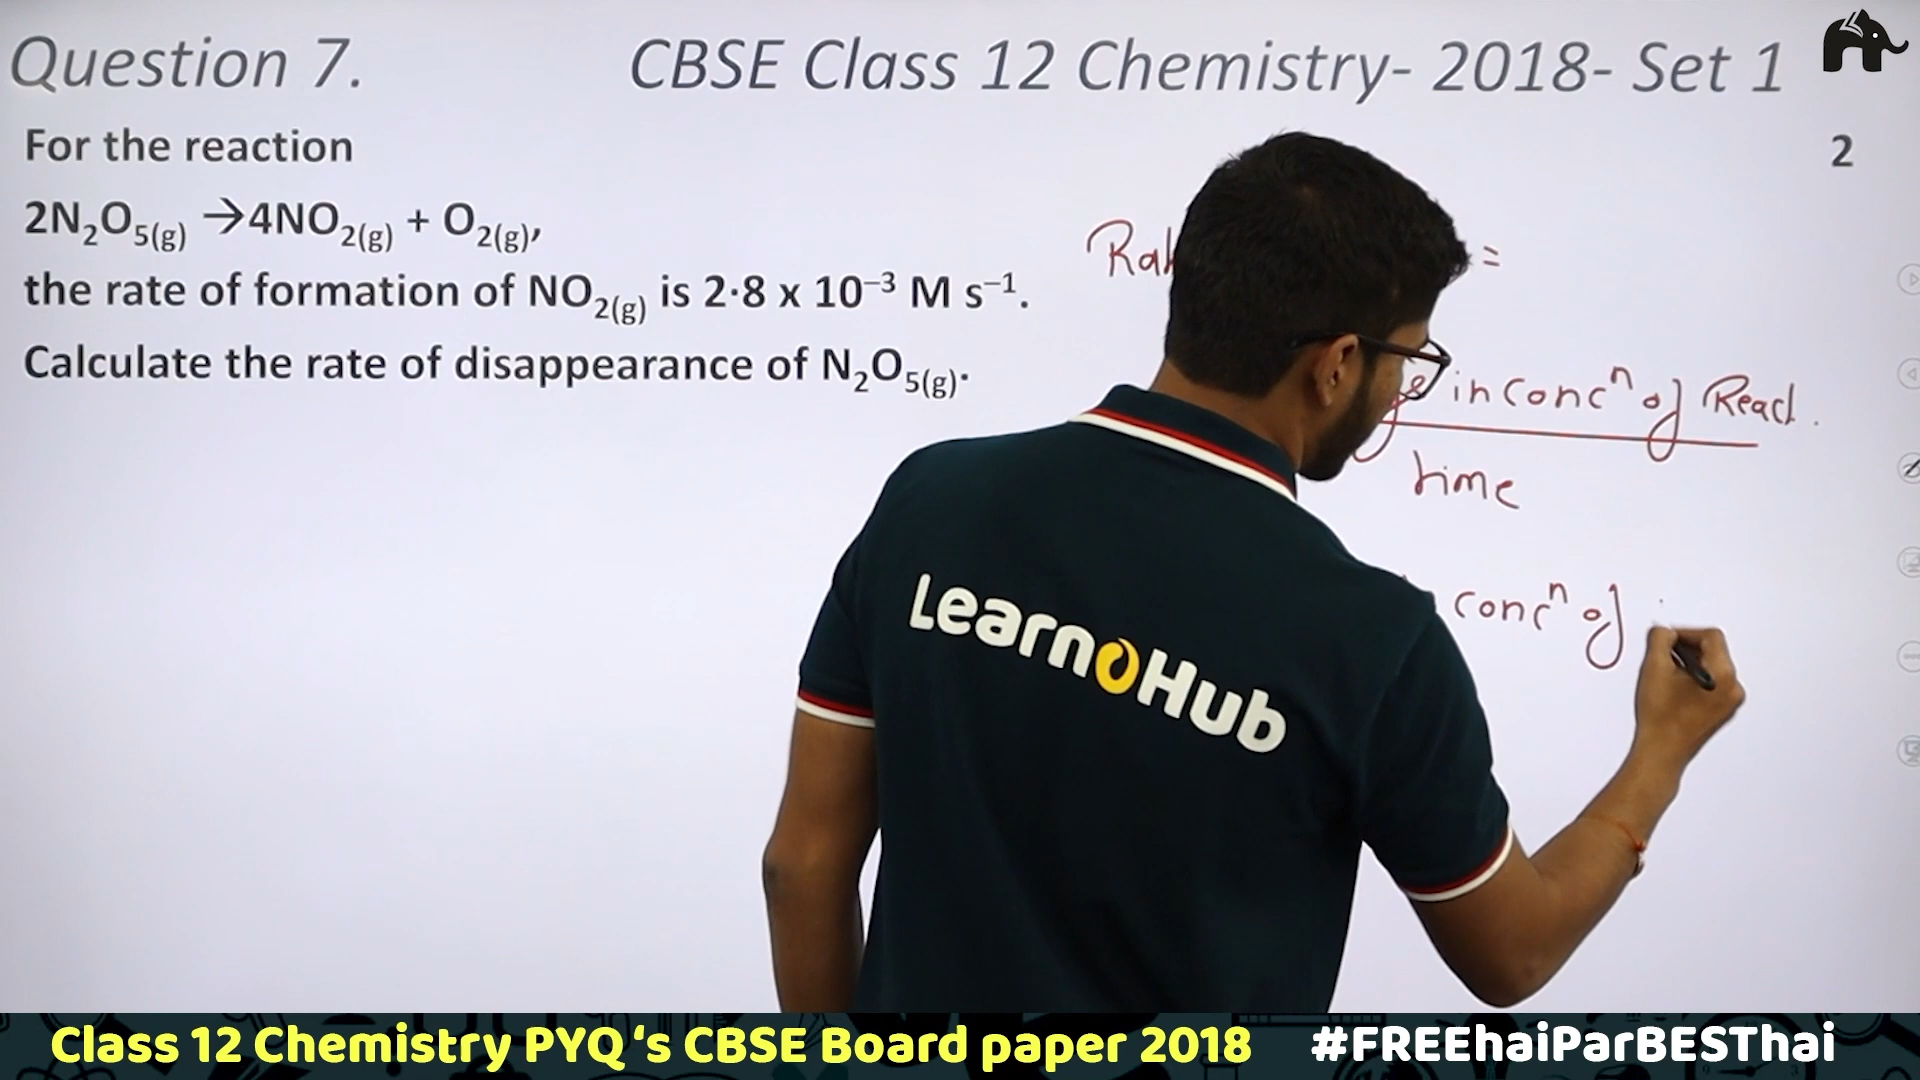 Question 7. CBSE Class 12 Chemistry- 2018- Set 1
For the reaction 2
2N₂O₅₍g₎ →4NO₂₍g₎ + O₂₍g₎,
the rate of formation of NO₂₍g₎ is 2·8 x 10⁻³ M s⁻¹.
Calculate the rate of disappearance of N₂O₅₍g₎.
=
in concⁿ of React.
time
concⁿ of
LearnoHub
Class 12 Chemistry PYQ‘s CBSE Board paper 2018 #FREEhaiParBESThai